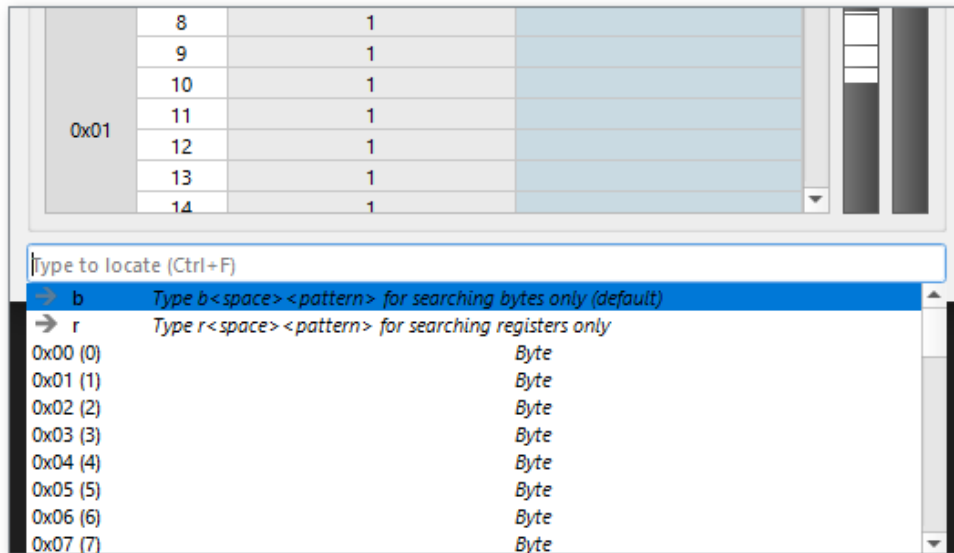 8 1
9 1
10 1
0x01 11 1
12 1
13 1
14 1
Type to locate (Ctrl+F)
b Type b<space><pattern> for searching bytes only (default)
r Type r<space><pattern> for searching registers only
0x00 (0) Byte
0x01 (1) Byte
0x02 (2) Byte
0x03 (3) Byte
0x04 (4) Byte
0x05 (5) Byte
0x06 (6) Byte
0x07 (7) Byte